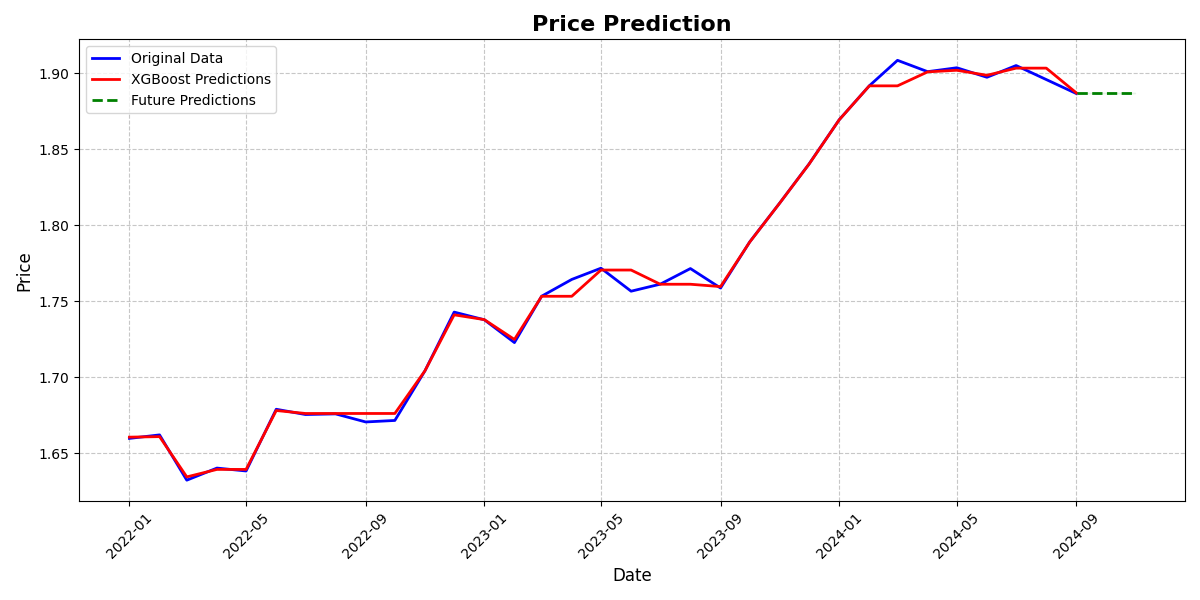 Price Prediction
Original Data
XGBoost Predictions
Future Predictions
Price
1.90
1.85
1.80
1.75
1.70
1.65
2022-01
2022-05
2022-09
2023-01
2023-05
2023-09
2024-01
2024-05
2024-09
Date